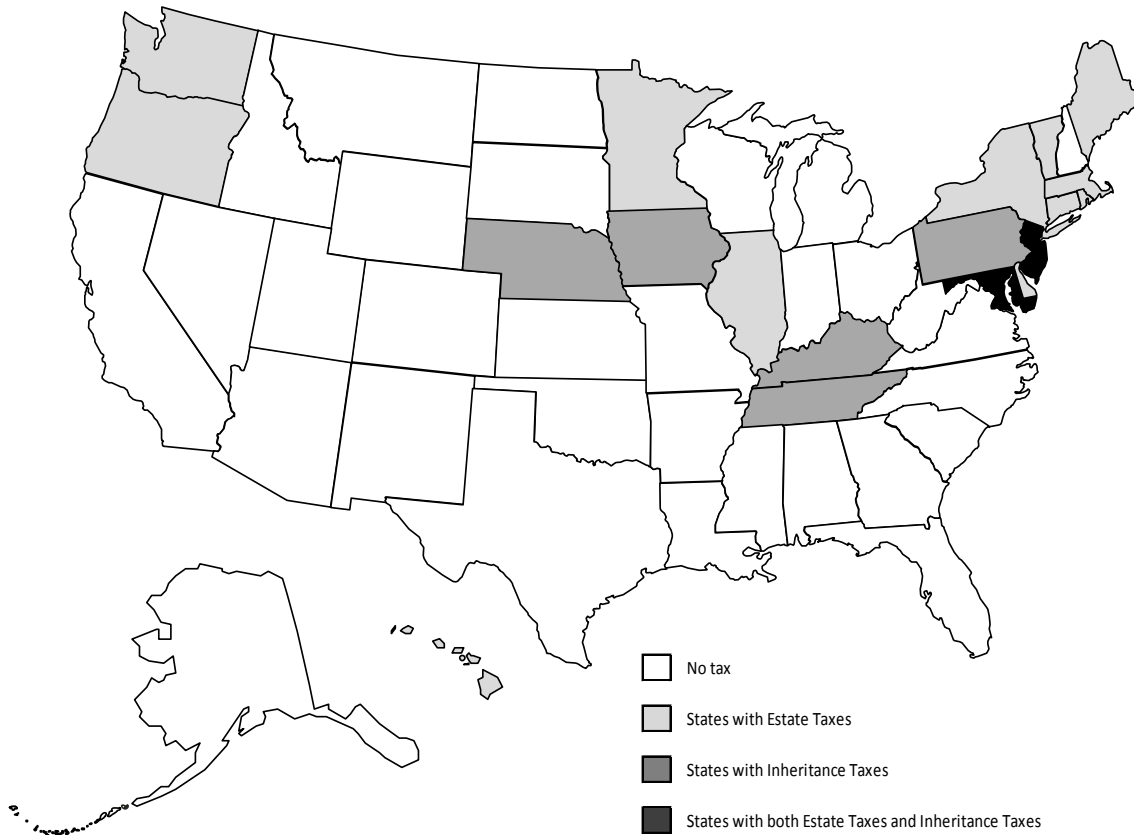 No tax
States with Estate Taxes
States with Inheritance Taxes
States with both Estate Taxes and Inheritance Taxes